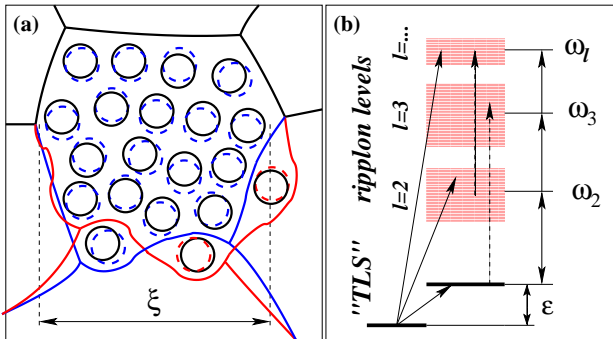 (a)
ξ
(b)
"TLS" ripplon levels
l=2
l=3
l=...
ω_l
ω_3
ω_2
ε